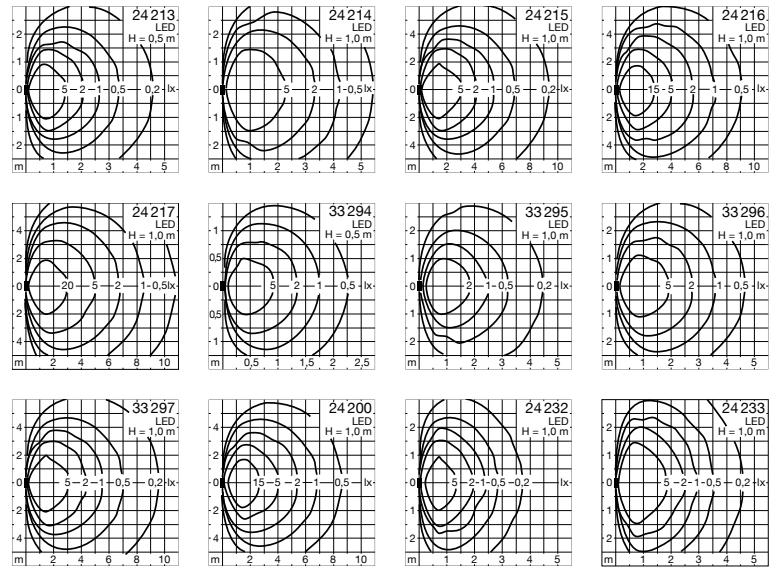 24 213
LED
H = 0,5 m
2
1
0 5 2 1 0,5 0,2 lx
1
2
m 1 2 3 4 5
24 214
LED
H = 1,0 m
2
1
0 5 2 1 0,5 lx
1
2
m 1 2 3 4 5
24 215
LED
H = 1,0 m
4
2
0 5 2 1 0,5 0,2 lx
2
4
m 2 4 6 8 10
24 216
LED
H = 1,0 m
4
2
0 15 5 2 1 0,5 lx
2
4
m 2 4 6 8 10
24 217
LED
H = 1,0 m
4
2
0 20 5 2 1 0,5 lx
2
4
m 2 4 6 8 10
33 294
LED
H = 0,5 m
1
0,5
0 5 2 1 0,5 lx
0,5
1
m 0,5 1 1,5 2 2,5
33 295
LED
H = 1,0 m
2
1
0 2 1 0,5 0,2 lx
1
2
m 1 2 3 4 5
33 296
LED
H = 1,0 m
2
1
0 5 2 1 0,5 lx
1
2
m 1 2 3 4 5
33 297
LED
H = 1,0 m
4
2
0 5 2 1 0,5 0,2 lx
2
4
m 2 4 6 8 10
24 200
LED
H = 1,0 m
4
2
0 15 5 2 1 0,5 lx
2
4
m 2 4 6 8 10
24 232
LED
H = 1,0 m
4
2
0 5 2 1 0,5 0,2 lx
2
4
m 2 4 6 8 10
24 233
LED
H = 1,0 m
2
1
0 5 2 1 0,5 lx
1
2
m 1 2 3 4 5